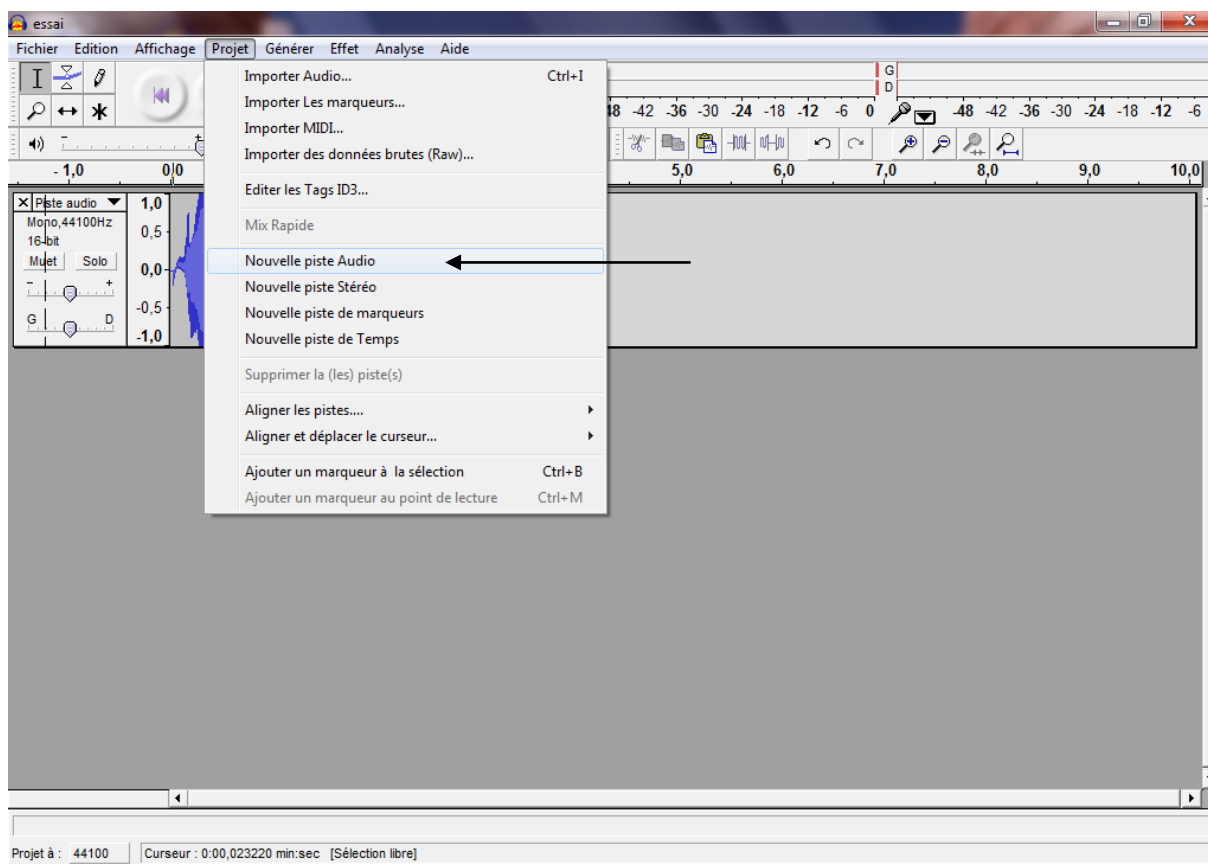 essai
Fichier Edition Affichage Projet Générer Effet Analyse Aide
Importer Audio... Ctrl+I
Importer Les marqueurs...
Importer MIDI...
Importer des données brutes (Raw)...
Editer les Tags ID3...
Mix Rapide
Nouvelle piste Audio
Nouvelle piste Stéréo
Nouvelle piste de marqueurs
Nouvelle piste de Temps
Supprimer la (les) piste(s)
Aligner les pistes....
Aligner et déplacer le curseur...
Ajouter un marqueur à la sélection Ctrl+B
Ajouter un marqueur au point de lecture Ctrl+M
G
D
-42 -36 -30 -24 -18 -12 -6 0 -48 -42 -36 -30 -24 -18 -12 -6
- 1,0 0,0 5,0 6,0 7,0 8,0 9,0 10,0
Piste audio 1,0
Mono,44100Hz
16-bit 0,5
Muet Solo
0,0
- +
-0,5
G D
-1,0
Projet à : 44100 Curseur : 0:00,023220 min:sec [Sélection libre]